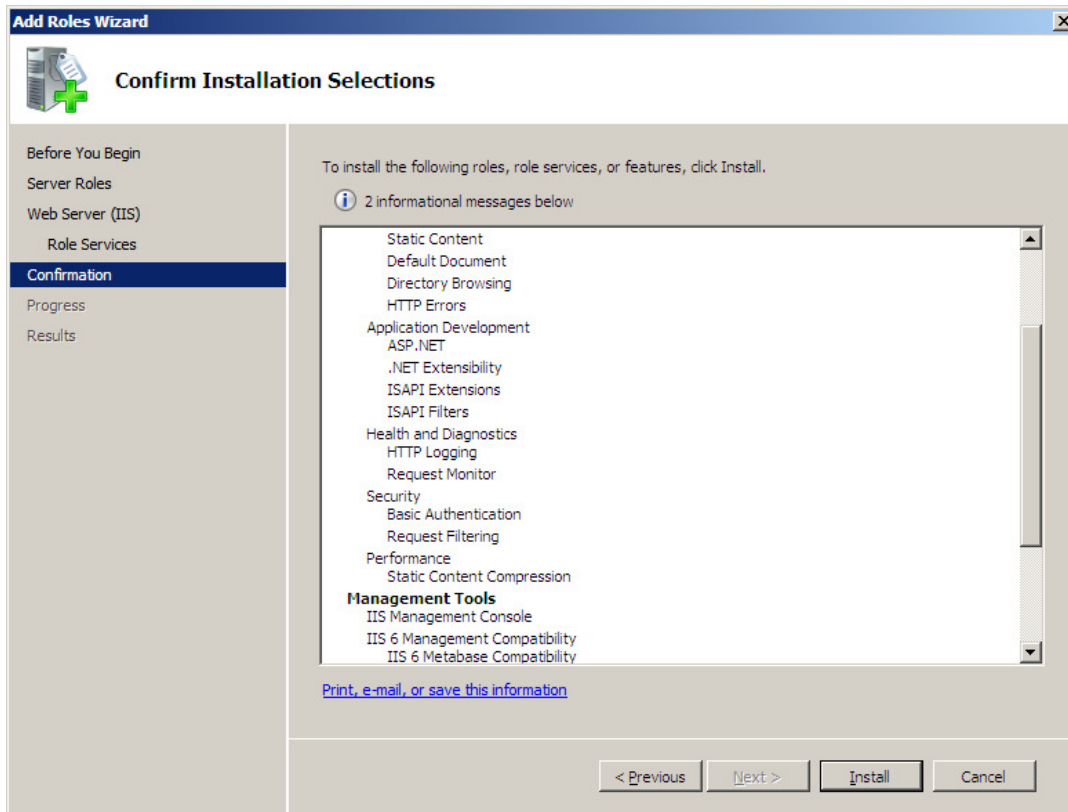 Add Roles Wizard
Confirm Installation Selections
Before You Begin
Server Roles
Web Server (IIS)
Role Services
Confirmation
Progress
Results
To install the following roles, role services, or features, click Install.
2 informational messages below
Static Content
Default Document
Directory Browsing
HTTP Errors
Application Development
ASP.NET
.NET Extensibility
ISAPI Extensions
ISAPI Filters
Health and Diagnostics
HTTP Logging
Request Monitor
Security
Basic Authentication
Request Filtering
Performance
Static Content Compression
Management Tools
IIS Management Console
IIS 6 Management Compatibility
IIS 6 Metabase Compatibility
Print, e-mail, or save this information
< Previous Next > Install Cancel